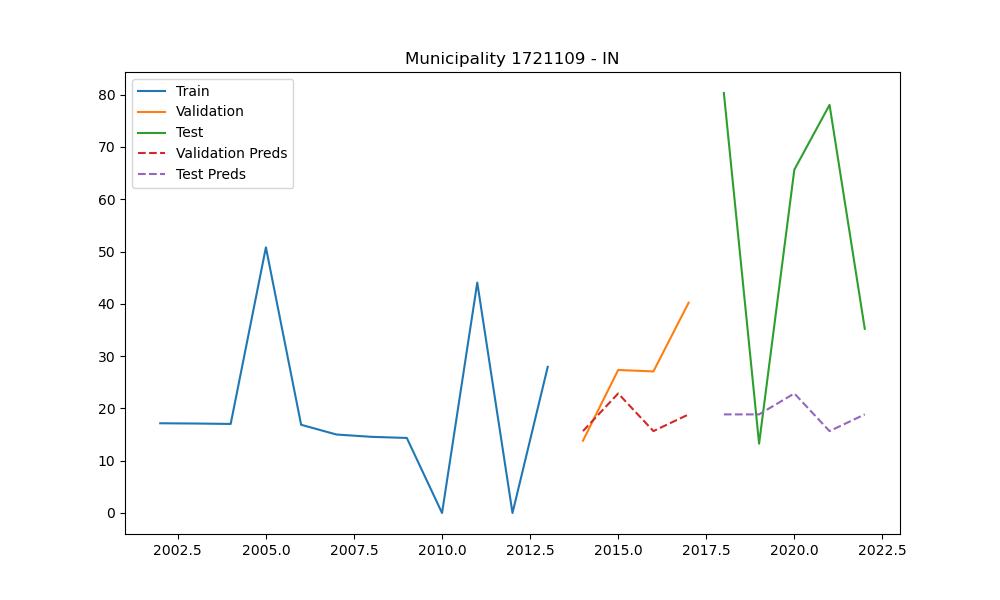 Municipality 1721109 - IN
Train
Validation
Test
Validation Preds
Test Preds
80
70
60
50
40
30
20
10
0
2002.5 2005.0 2007.5 2010.0 2012.5 2015.0 2017.5 2020.0 2022.5